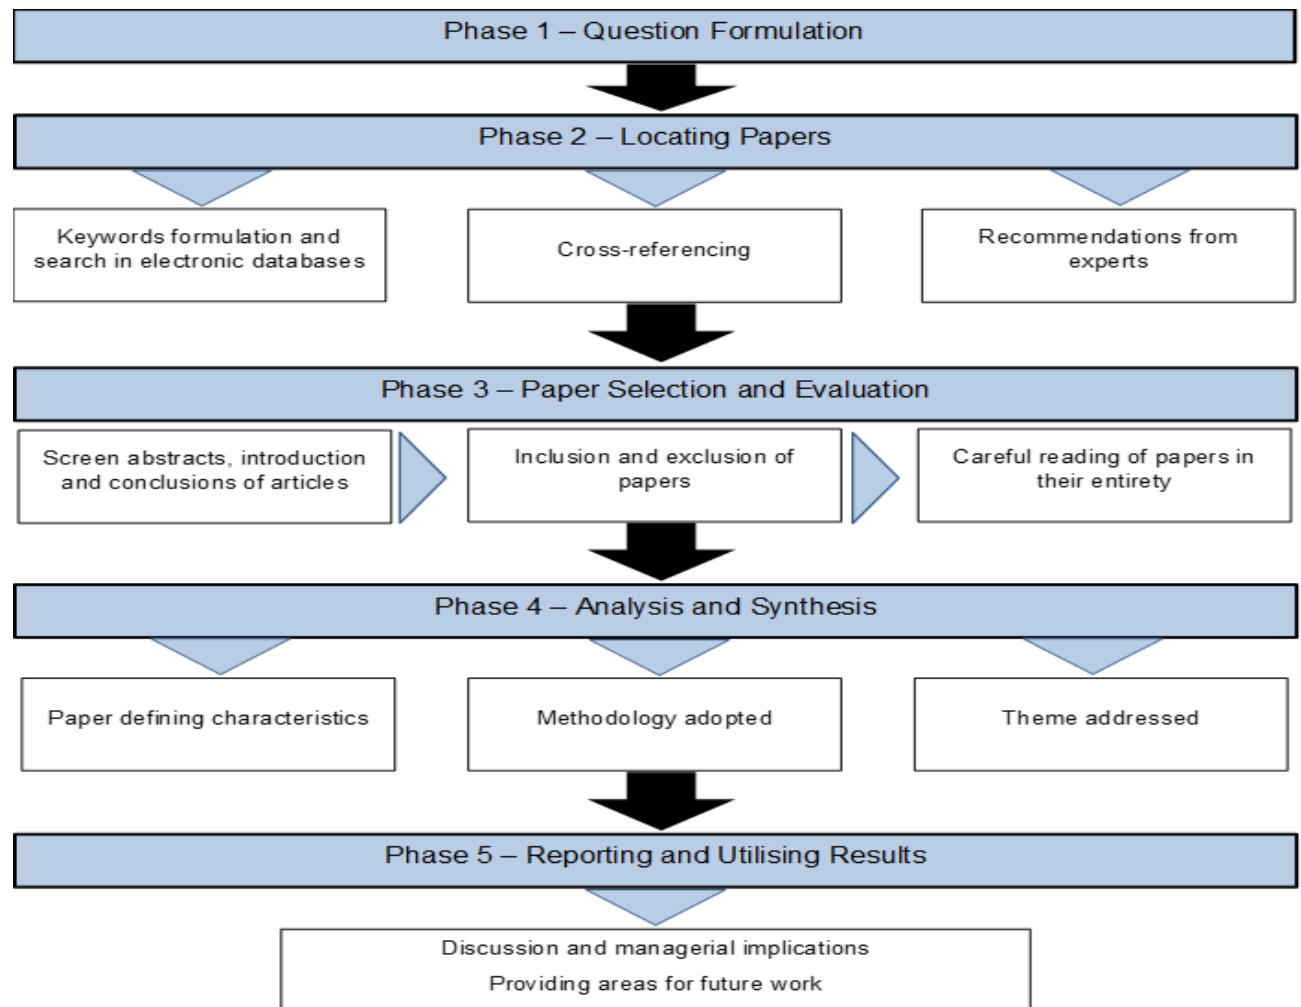 Phase 1 – Question Formulation
Phase 2 – Locating Papers
Keywords formulation and
search in electronic databases
Cross-referencing
Recommendations from
experts
Phase 3 – Paper Selection and Evaluation
Screen abstracts, introduction
and conclusions of articles
Inclusion and exclusion of
papers
Careful reading of papers in
their entirety
Phase 4 – Analysis and Synthesis
Paper defining characteristics
Methodology adopted
Theme addressed
Phase 5 – Reporting and Utilising Results
Discussion and managerial implications
Providing areas for future work